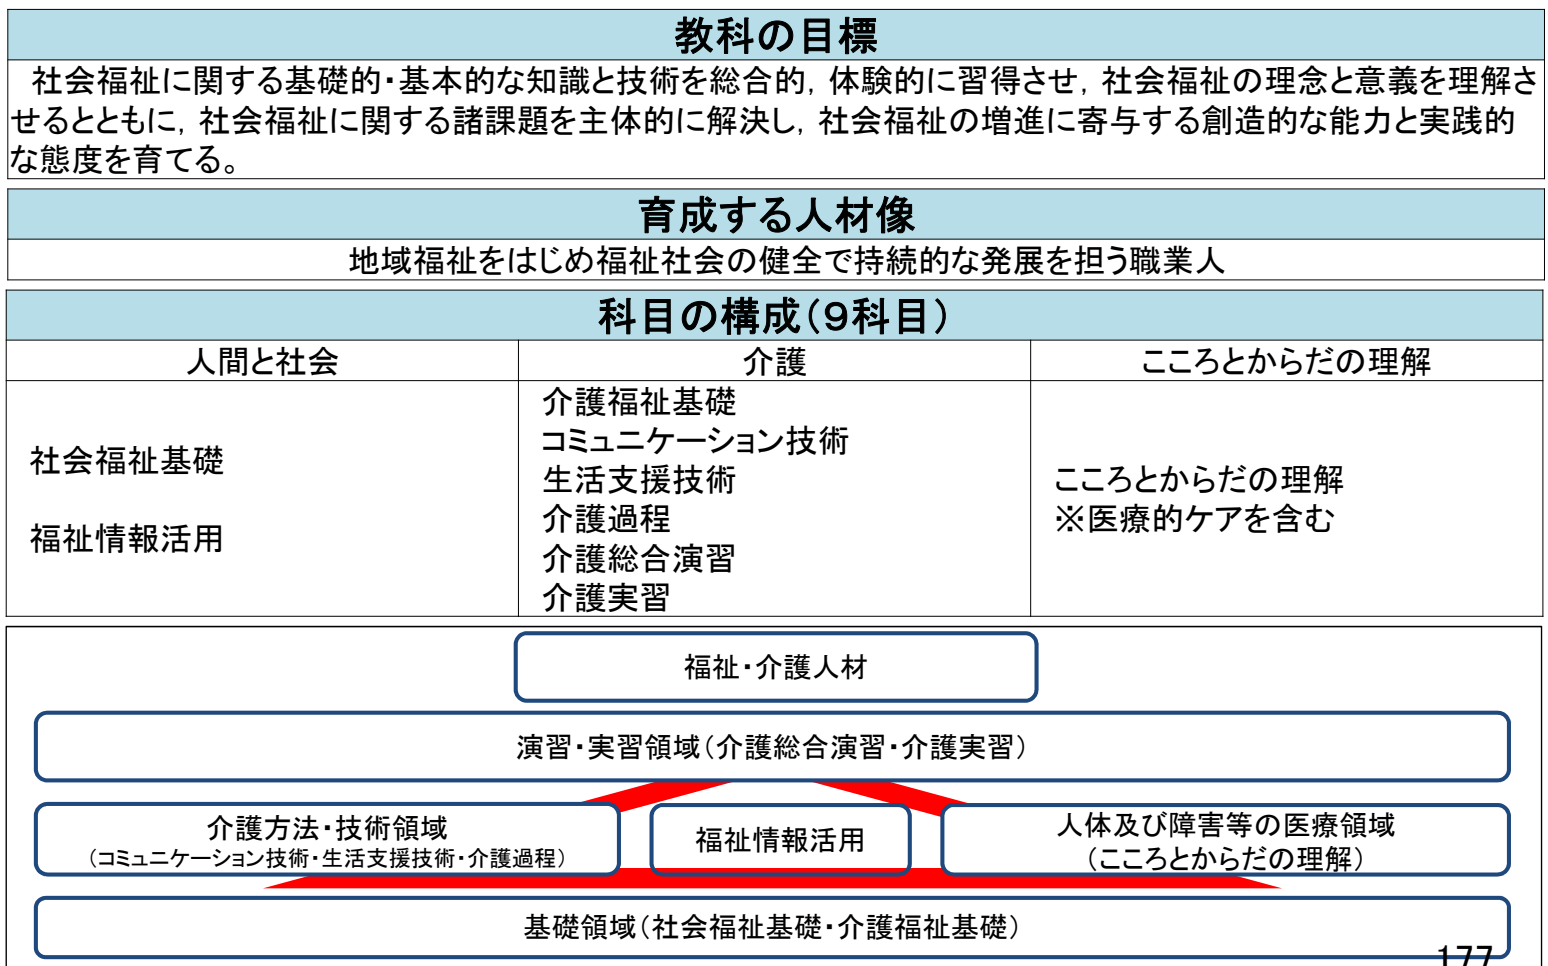 教科の目標
社会福祉に関する基礎的・基本的な知識と技術を総合的，体験的に習得させ，社会福祉の理念と意義を理解さ
せるとともに，社会福祉に関する諸課題を主体的に解決し，社会福祉の増進に寄与する創造的な能力と実践的
な態度を育てる。
育成する人材像
地域福祉をはじめ福祉社会の健全で持続的な発展を担う職業人
科目の構成（９科目）
人間と社会
介護
こころとからだの理解
社会福祉基礎
福祉情報活用
介護福祉基礎
コミュニケーション技術
生活支援技術
介護過程
介護総合演習
介護実習
こころとからだの理解
※医療的ケアを含む
福祉・介護人材
演習・実習領域（介護総合演習・介護実習）
介護方法・技術領域
（コミュニケーション技術・生活支援技術・介護過程）
福祉情報活用
人体及び障害等の医療領域
（こころとからだの理解）
基礎領域（社会福祉基礎・介護福祉基礎）
177